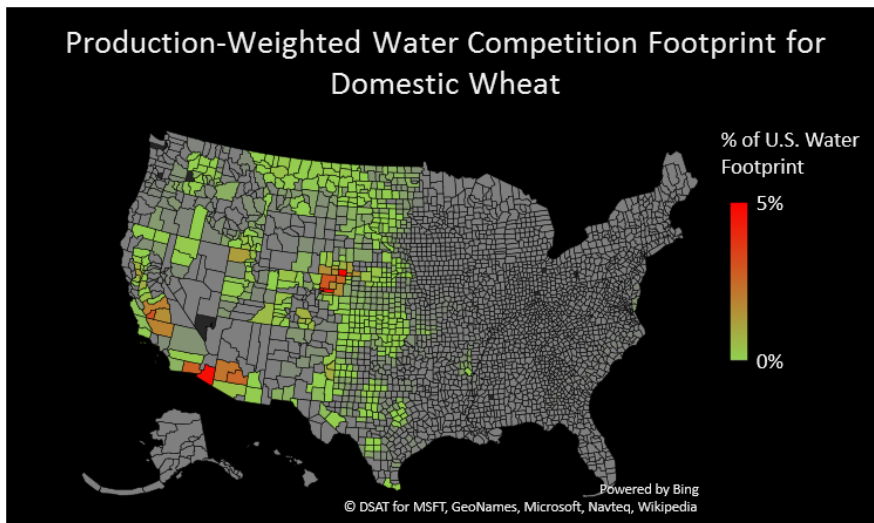 Production-Weighted Water Competition Footprint for
Domestic Wheat
% of U.S. Water
Footprint
5%
0%
Powered by Bing
© DSAT for MSFT, GeoNames, Microsoft, Navteq, Wikipedia